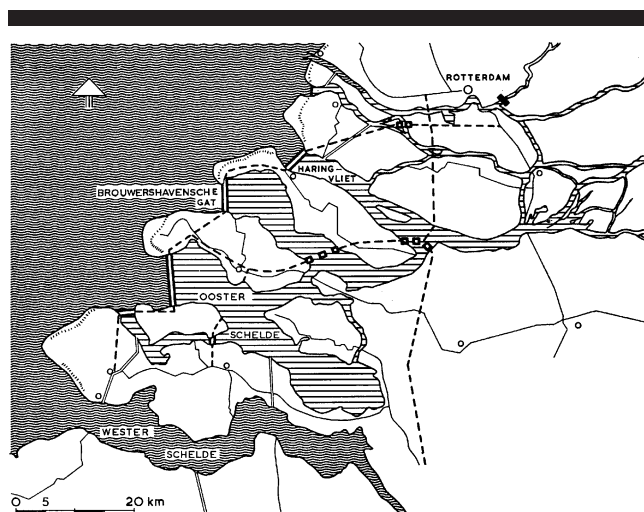 ROTTERDAM
HARING
VLIET
BROUWERSHAVENSCHE
GAT
OOSTER
SCHELDE
WESTER
SCHELDE
0 5 20 km